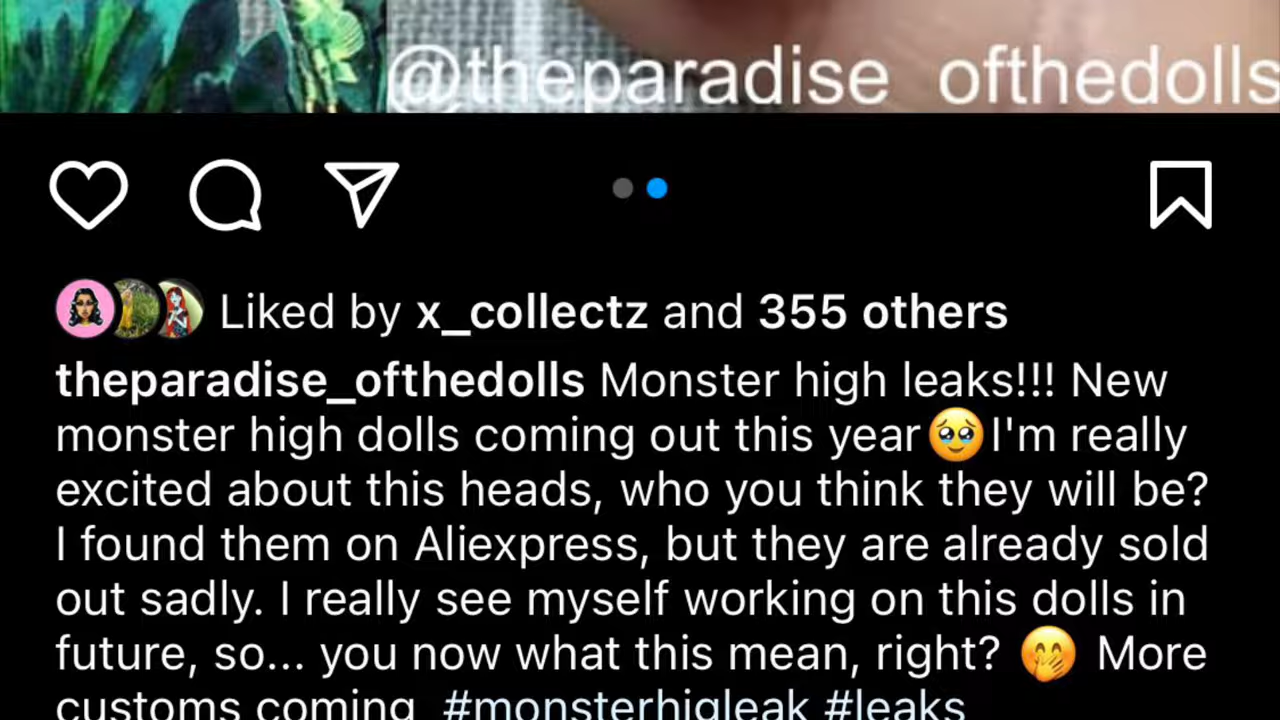 @theparadise_ofthedolls
Liked by x_collectz and 355 others
theparadise_ofthedolls Monster high leaks!!! New
monster high dolls coming out this year🥹I'm really
excited about this heads, who you think they will be?
I found them on Aliexpress, but they are already sold
out sadly. I really see myself working on this dolls in
future, so... you now what this mean, right? 🤭 More
customs coming #monsterhigleak #leaks